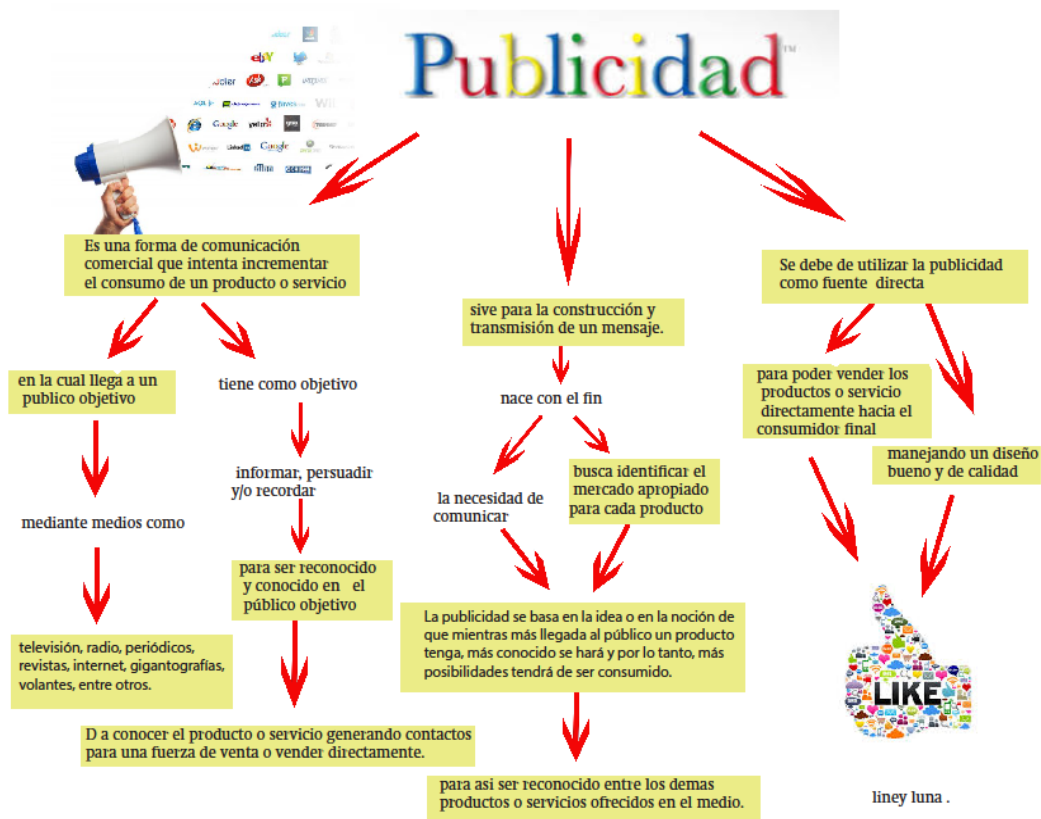 Publicidad™
ebY
Google
Linked in
Google
Es una forma de comunicación
comercial que intenta incrementar
el consumo de un producto o servicio
en la cual llega a un
publico objetivo
mediante medios como
televisión, radio, periódicos,
revistas, internet, gigantografías,
volantes, entre otros.
tiene como objetivo
informar, persuadir
y/o recordar
para ser reconocido
y conocido en el
público objetivo
D a conocer el producto o servicio generando contactos
para una fuerza de venta o vender directamente.
sive para la construcción y
transmisión de un mensaje.
nace con el fin
la necesidad de
comunicar
busca identificar el
mercado apropiado
para cada producto
La publicidad se basa en la idea o en la noción de
que mientras más llegada al público un producto
tenga, más conocido se hará y por lo tanto, más
posibilidades tendrá de ser consumido.
para asi ser reconocido entre los demas
productos o servicios ofrecidos en el medio.
Se debe de utilizar la publicidad
como fuente directa
para poder vender los
productos o servicio
directamente hacia el
consumidor final
manejando un diseño
bueno y de calidad
LIKE
liney luna .